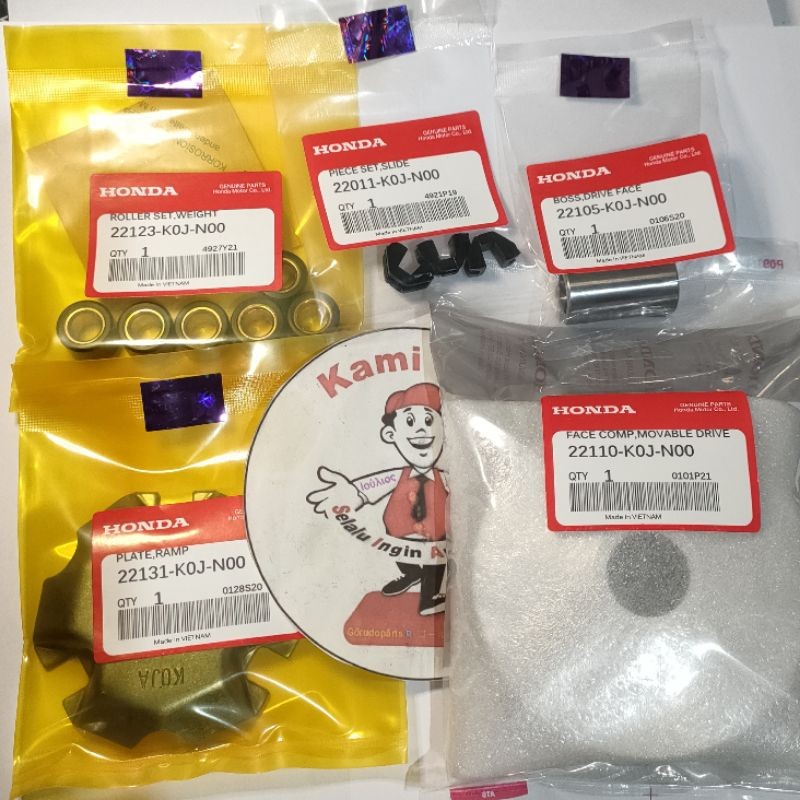 HONDA
GENUINE PARTS
Honda Motor Co., Ltd.
ROLLER SET,WEIGHT
22123-K0J-N00
QTY 1
4927Y21
Made in VIETNAM
HONDA
GENUINE PARTS
Honda Motor Co., Ltd.
PIECE SET,SLIDE
22011-K0J-N00
QTY 1
4921P19
Made in VIETNAM
HONDA
GENUINE PARTS
Honda Motor Co., Ltd.
BOSS,DRIVE FACE
22105-K0J-N00
QTY 1
0106S20
Made in VIETNAM
HONDA
PLATE,RAMP
22131-K0J-N00
QTY 1
0128S20
Made in VIETNAM
K0JA
Kami
Selalu Ingin
Görudopåts
HONDA
GENUINE PARTS
Honda Motor Co., Ltd.
FACE COMP,MOVABLE DRIVE
22110-K0J-N00
QTY 1
0101P21
Made in VIETNAM